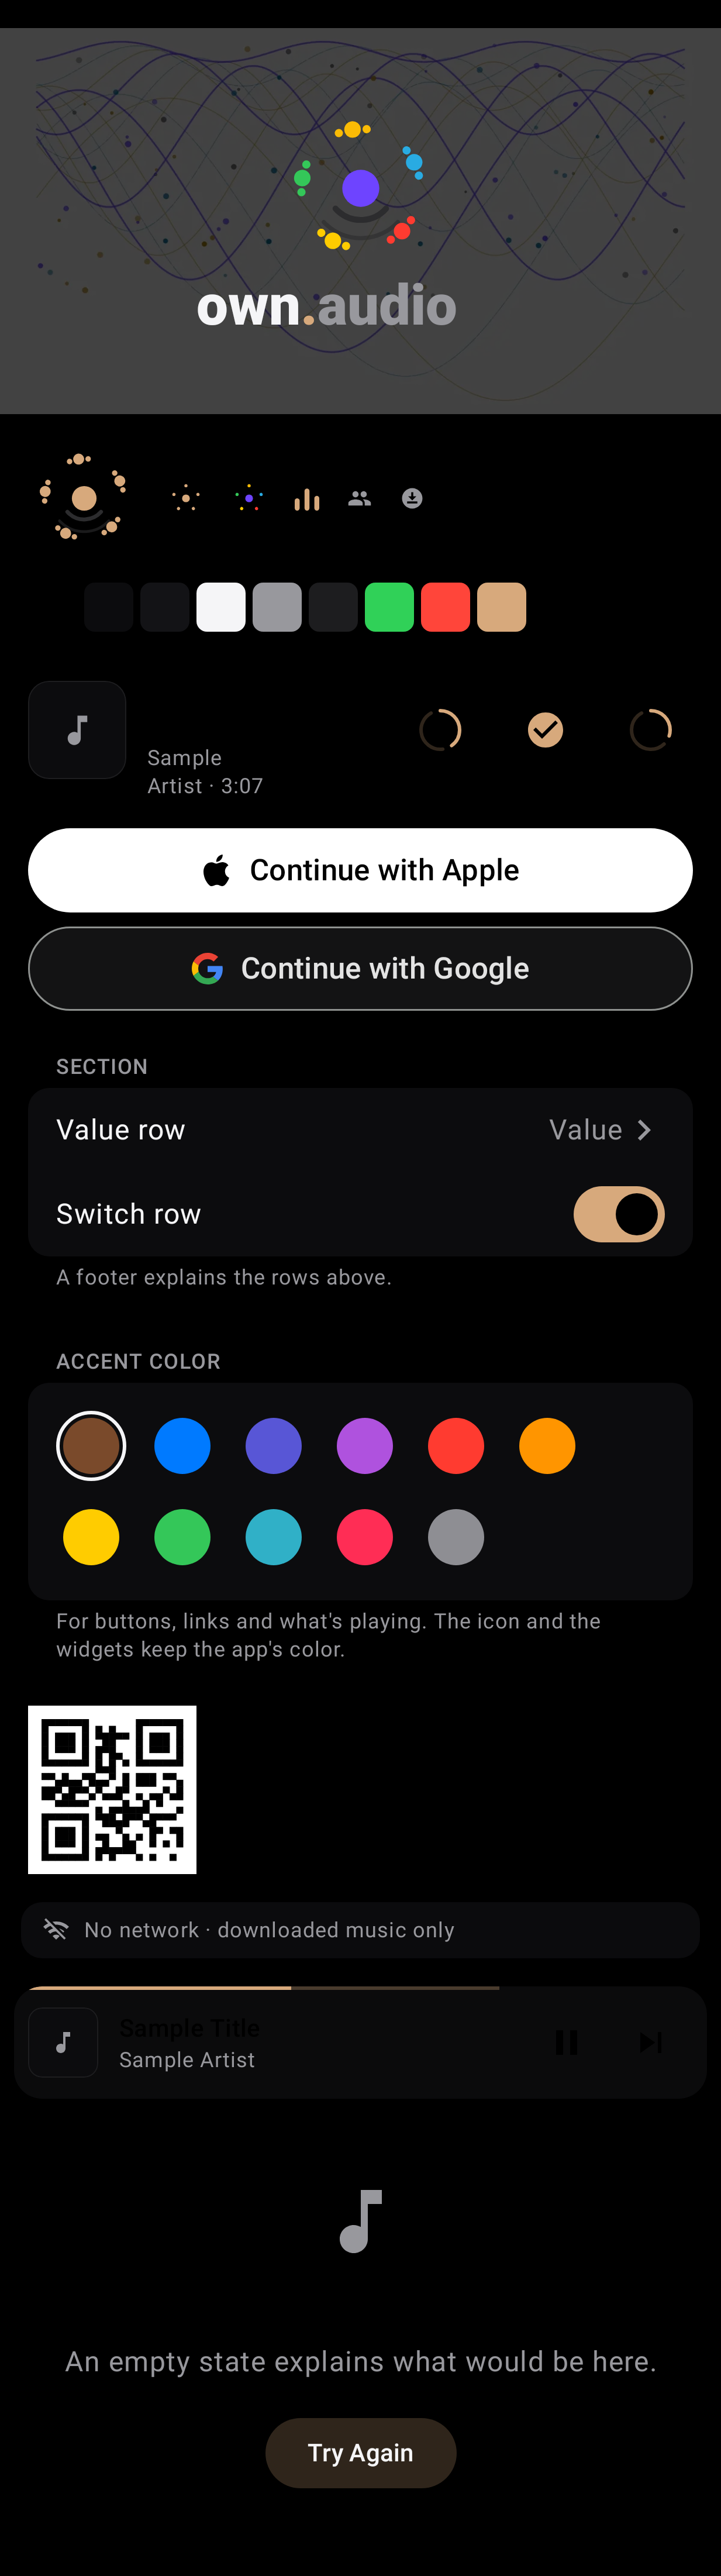 own.audio
Sample
Artist · 3:07
Continue with Apple
Continue with Google
SECTION
Value row
Value
Switch row
A footer explains the rows above.
ACCENT COLOR
For buttons, links and what's playing. The icon and the
widgets keep the app's color.
No network · downloaded music only
Sample Title
Sample Artist
An empty state explains what would be here.
Try Again